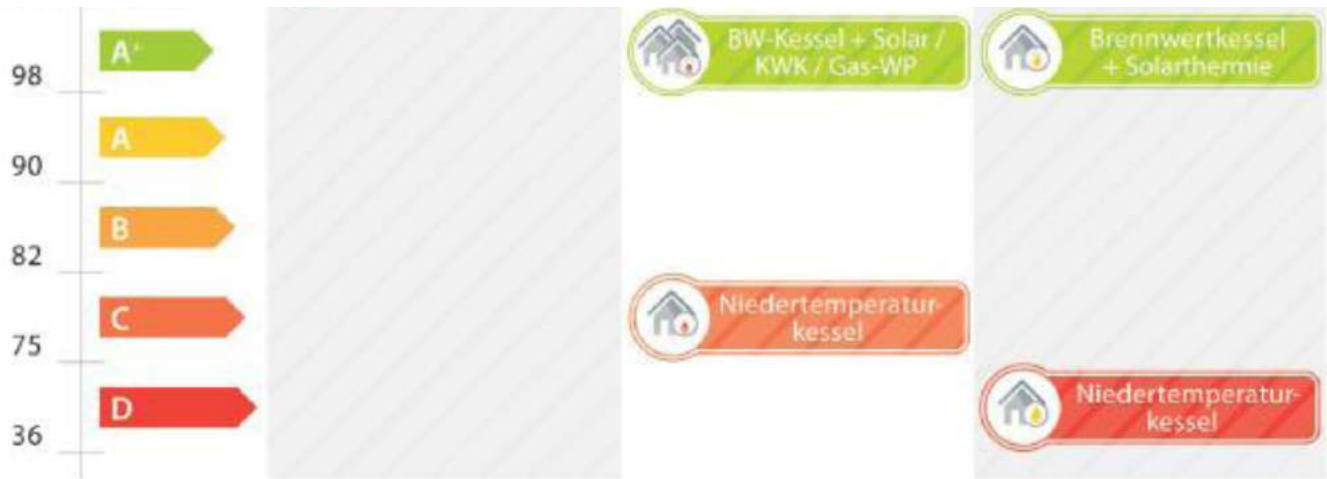 A+
BW-Kessel + Solar /
KWK / Gas-WP
Brennwertkessel
+ Solarthermie
98
A
90
B
82
C
Niedertemperatur-
kessel
75
D
Niedertemperatur-
kessel
36